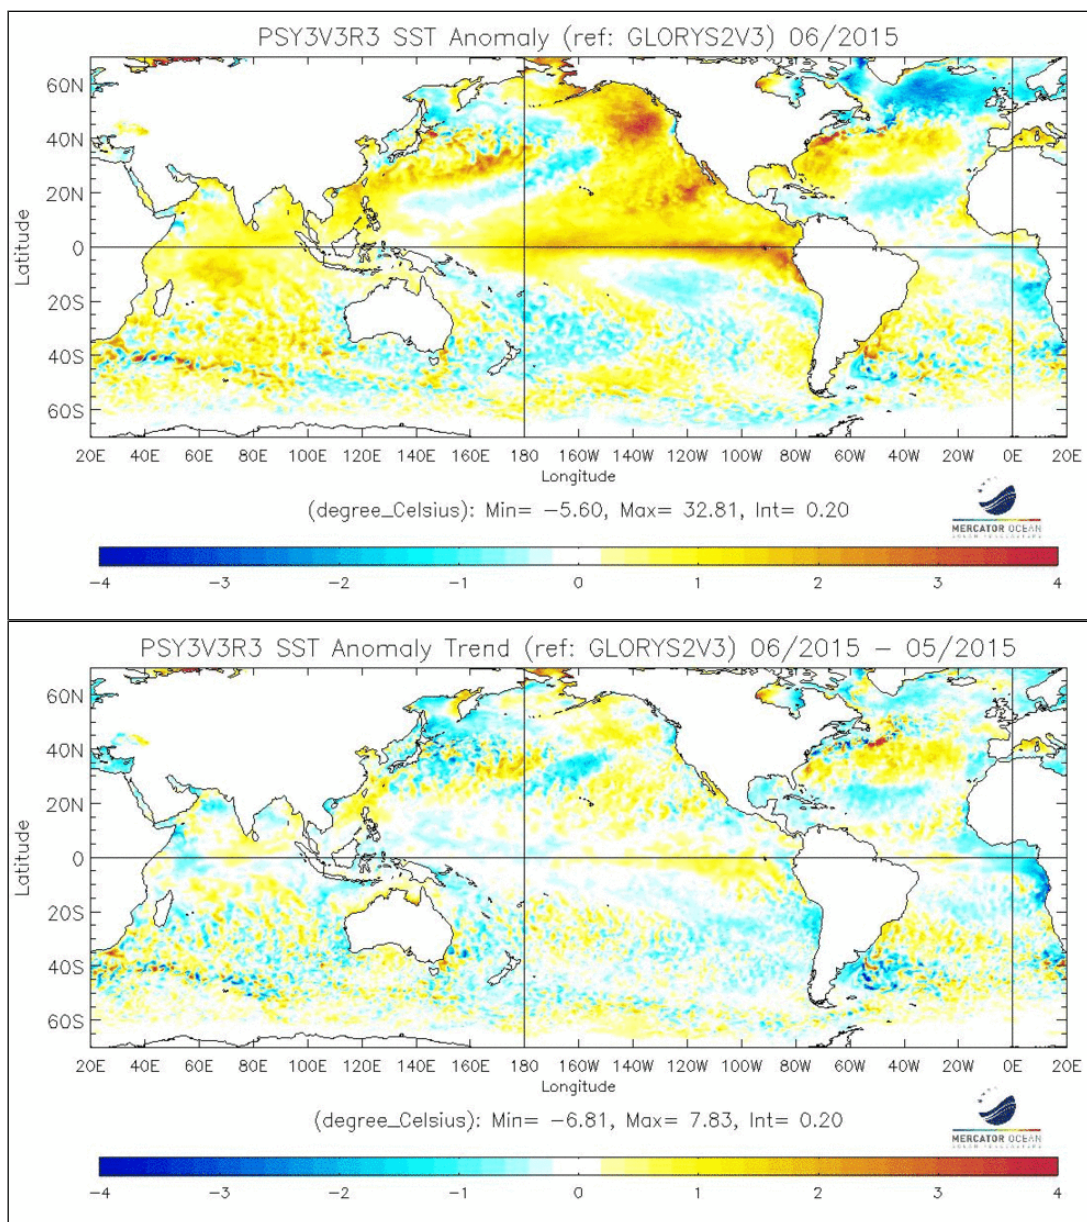 PSY3V3R3 SST Anomaly (ref: GLORYS2V3) 06/2015
60N
40N
20N
0
20S
40S
60S
Latitude
20E 40E 60E 80E 100E 120E 140E 160E 180E 160W 140W 120W 100W 80W 60W 40W 20W 0E 20E
Longitude
(degree_Celsius): Min= −5.60, Max= 32.81, Int= 0.20
MERCATOR OCEAN
−4 −3 −2 −1 0 1 2 3 4
PSY3V3R3 SST Anomaly Trend (ref: GLORYS2V3) 06/2015 − 05/2015
60N
40N
20N
0
20S
40S
60S
Latitude
20E 40E 60E 80E 100E 120E 140E 160E 180E 160W 140W 120W 100W 80W 60W 40W 20W 0E 20E
Longitude
(degree_Celsius): Min= −6.81, Max= 7.83, Int= 0.20
MERCATOR OCEAN
−4 −3 −2 −1 0 1 2 3 4